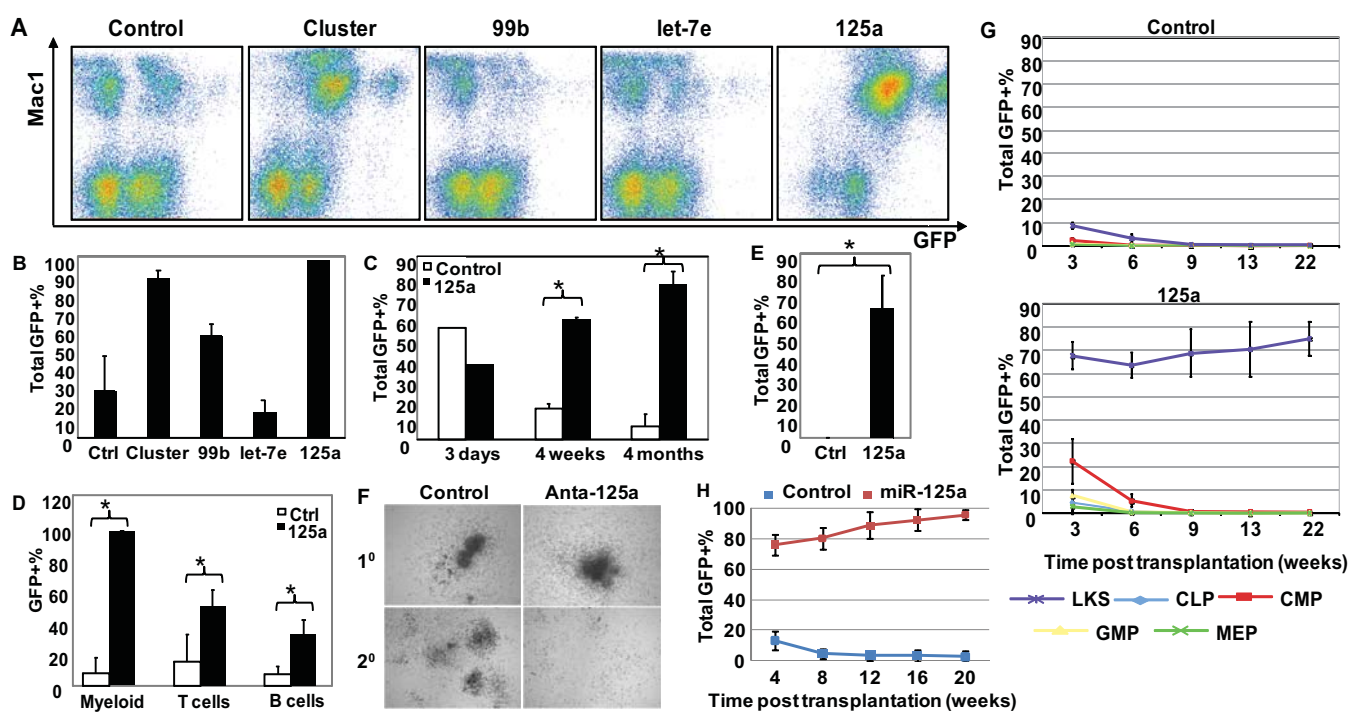 A
Control
Cluster
99b
let-7e
125a
Mac1
GFP
B
Total GFP+%
100
90
80
70
60
50
40
30
20
10
0
Ctrl Cluster 99b let-7e 125a
C
Total GFP+%
90
80
70
60
50
40
30
20
10
0
Control
125a
*
*
3 days 4 weeks 4 months
E
Total GFP+%
90
80
70
60
50
40
30
20
10
0
*
Ctrl 125a
D
GFP+%
120
100
80
60
40
20
0
Ctrl
125a
*
*
*
Myeloid T cells B cells
F
Control Anta-125a
1⁰
2⁰
H
Control miR-125a
Total GFP+%
100
80
60
40
20
0
4 8 12 16 20
Time post transplantation (weeks)
G
Control
Total GFP+%
90
80
70
60
50
40
30
20
10
0
3 6 9 13 22
125a
Total GFP+%
90
80
70
60
50
40
30
20
10
0
3 6 9 13 22
Time post transplantation (weeks)
LKS CLP CMP
GMP MEP